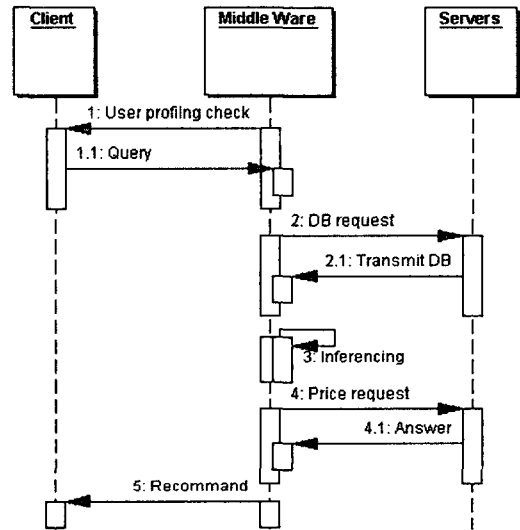 Client
Middle Ware
Servers
1: User profilng check
1.1: Query
2: DB request
2.1: Transmit DB
3: Inferencing
4: Price request
4.1: Answer
5: Recommand